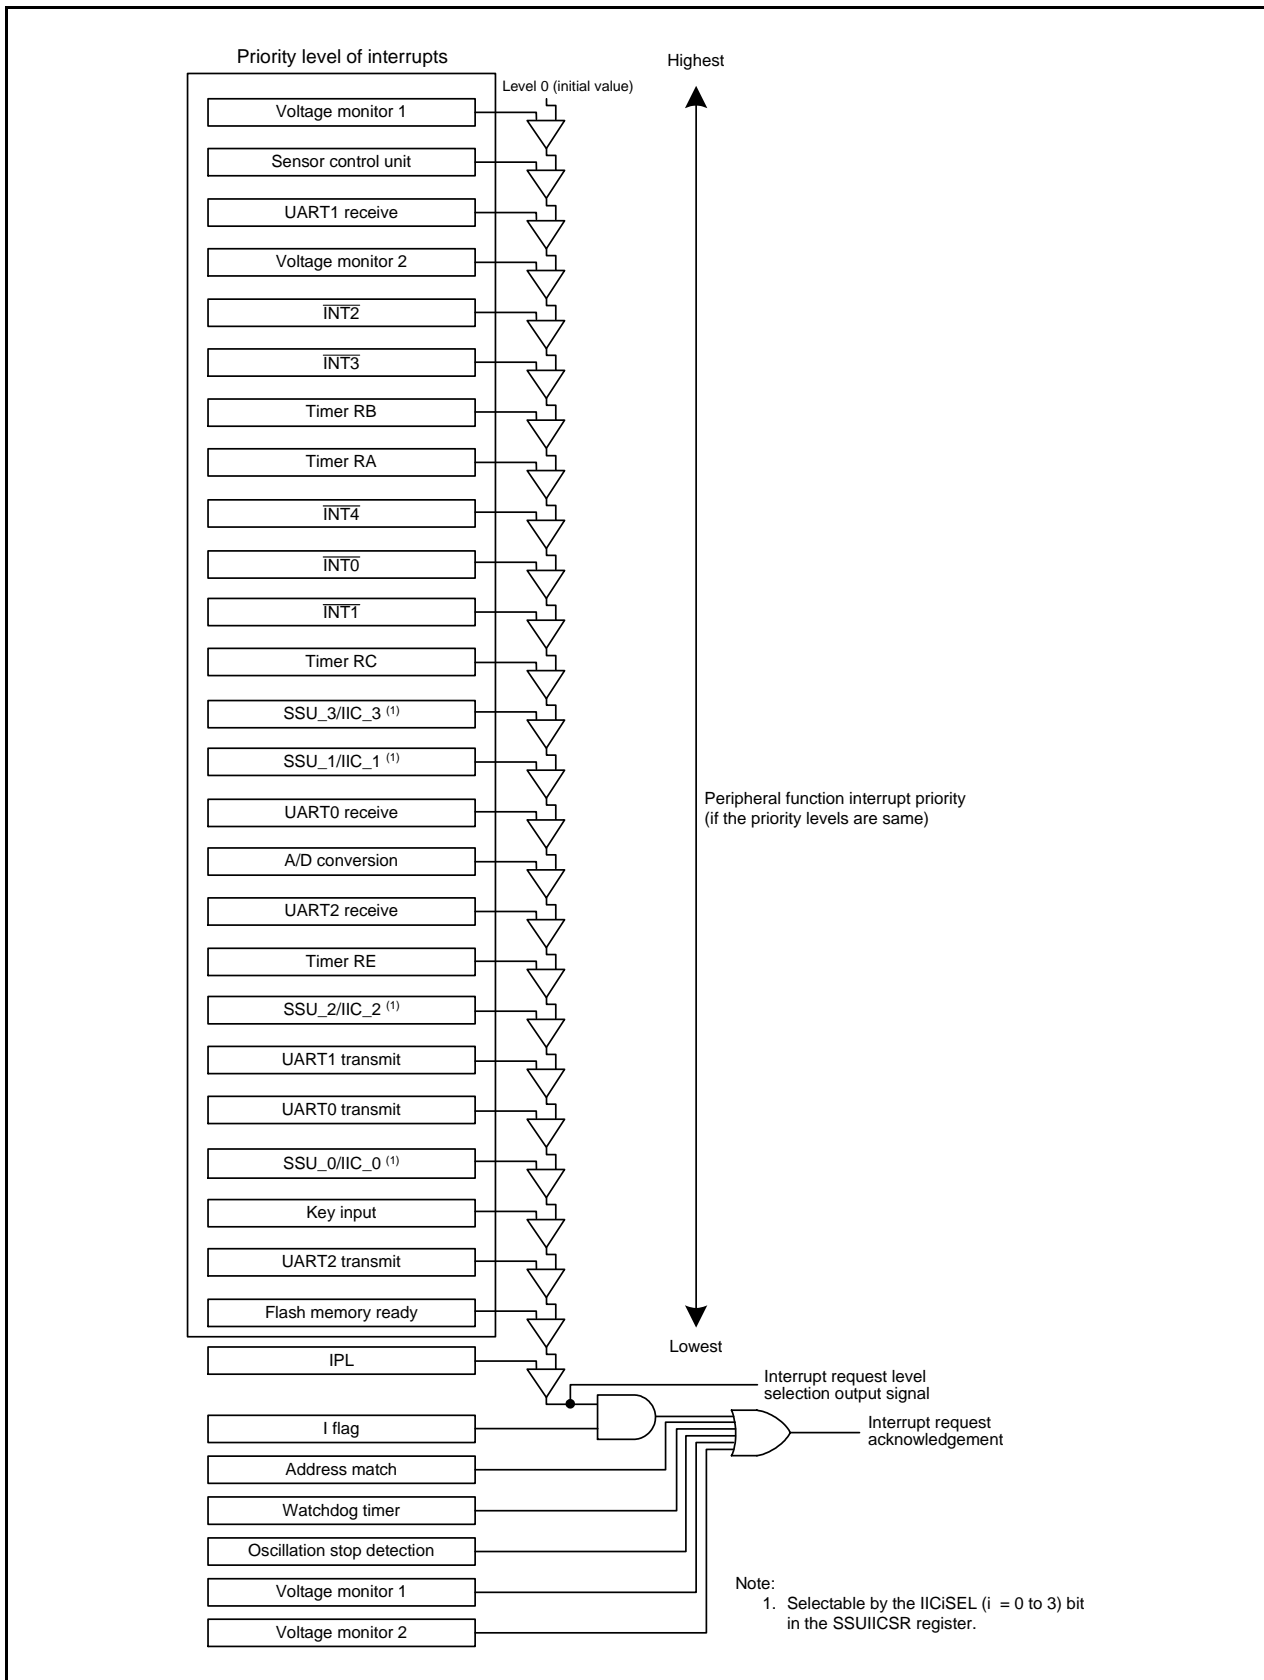 Priority level of interrupts
Highest
Level 0 (initial value)
Voltage monitor 1
Sensor control unit
UART1 receive
Voltage monitor 2
I̅N̅T̅2̅
I̅N̅T̅3̅
Timer RB
Timer RA
I̅N̅T̅4̅
I̅N̅T̅0̅
I̅N̅T̅1̅
Timer RC
SSU_3/IIC_3 (1)
SSU_1/IIC_1 (1)
Peripheral function interrupt priority
(if the priority levels are same)
UART0 receive
A/D conversion
UART2 receive
Timer RE
SSU_2/IIC_2 (1)
UART1 transmit
UART0 transmit
SSU_0/IIC_0 (1)
Key input
UART2 transmit
Flash memory ready
Lowest
IPL
Interrupt request level
selection output signal
I flag
Interrupt request
acknowledgement
Address match
Watchdog timer
Oscillation stop detection
Voltage monitor 1
Voltage monitor 2
Note:
1. Selectable by the IICiSEL (i = 0 to 3) bit
in the SSUIICSR register.